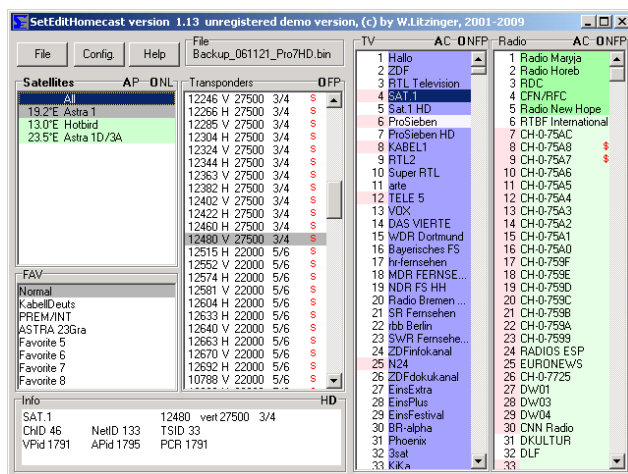 SetEditHomecast version 1.13 unregistered demo version, (c) by W.Litzinger, 2001-2009
File Config. Help
File
Backup_061121_Pro7HD.bin
Satellites AP ONL
All
19.2°E Astra 1
13.0°E Hotbird
23.5°E Astra 1D/3A
FAV
Normal
KabellDeuts
PREM/INT
ASTRA 23Gra
Favorite 5
Favorite 6
Favorite 7
Favorite 8
Transponders OFP
12246 V 27500 3/4 S
12266 H 27500 3/4 S
12285 V 27500 3/4 S
12304 H 27500 3/4 S
12324 V 27500 3/4 S
12344 H 27500 3/4 S
12363 V 27500 3/4 S
12382 H 27500 3/4 S
12402 V 27500 3/4 S
12422 H 27500 3/4 S
12460 H 27500 3/4 S
12480 V 27500 3/4 S
12515 H 22000 5/6 S
12552 V 22000 5/6 S
12574 H 22000 5/6 S
12581 V 22000 5/6 S
12604 H 22000 5/6 S
12633 H 22000 5/6 S
12640 V 22000 5/6 S
12663 H 22000 5/6 S
12670 V 22000 5/6 S
12692 H 22000 5/6 S
10788 V 22000 5/6 S
Info HD-
SAT.1 12480 vert 27500 3/4
ChID 46 NetID 133 TSID 33
VPid 1791 APid 1795 PCR 1791
TV AC ONFP
1 Hallo
2 ZDF
3 RTL Television
4 SAT.1
5 Sat.1 HD
6 ProSieben
7 ProSieben HD
8 KABEL1
9 RTL2
10 Super RTL
11 arte
12 TELE 5
13 VOX
14 DAS VIERTE
15 WDR Dortmund
16 Bayerisches FS
17 hr-fernsehen
18 MDR FERNSE...
19 NDR FS HH
20 Radio Bremen ...
21 SR Fernsehen
22 rbb Berlin
23 SWR Fernsehe...
24 ZDFinfokanal
25 N24
26 ZDFdokukanal
27 EinsExtra
28 EinsPlus
29 EinsFestival
30 BR-alpha
31 Phoenix
32 3sat
33 KiKa
Radio AC ONFP
1 Radio Maryja
2 Radio Horeb
3 RDC
4 CFN/RFC
5 Radio New Hope
6 RTBF International
7 CH-0-75AC
8 CH-0-75A8 $
9 CH-0-75A7 $
10 CH-0-75A6
11 CH-0-75A5
12 CH-0-75A4
13 CH-0-75A3
14 CH-0-75A2
15 CH-0-75A1
16 CH-0-75A0
17 CH-0-759F
18 CH-0-759E
19 CH-0-759D
20 CH-0-759C
21 CH-0-759B
22 CH-0-759A
23 CH-0-7599
24 RADIOS ESP
25 EURONEWS
26 CH-0-7725
27 DW01
28 DW03
29 DW04
30 CNN Radio
31 DKULTUR
32 DLF
33